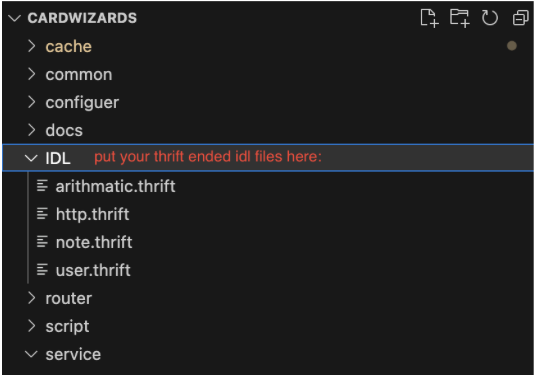 CARDWIZARDS
cache
common
configuer
docs
IDL put your thrift ended idl files here:
arithmatic.thrift
http.thrift
note.thrift
user.thrift
router
script
service